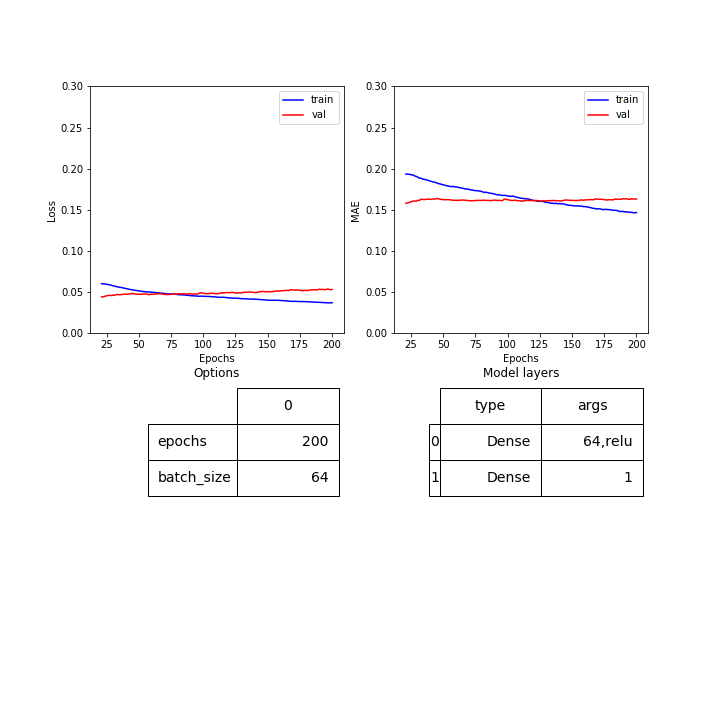 0.30
0.25
0.20
0.15
0.10
0.05
0.00
Loss
train
val
25 50 75 100 125 150 175 200
Epochs
0.30
0.25
0.20
0.15
0.10
0.05
0.00
MAE
train
val
25 50 75 100 125 150 175 200
Epochs
Options
0
epochs 200
batch_size 64
Model layers
type args
0 Dense 64,relu
1 Dense 1